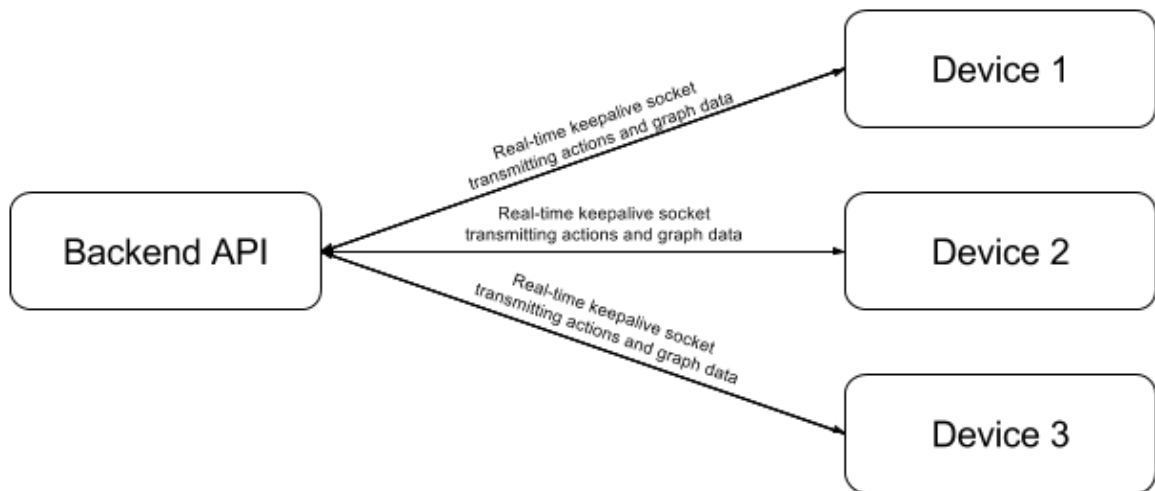 Device 1
Real-time keepalive socket
transmitting actions and graph data
Backend API
Real-time keepalive socket
transmitting actions and graph data
Device 2
Real-time keepalive socket
transmitting actions and graph data
Device 3